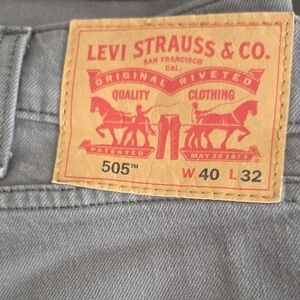 LEVI STRAUSS & CO.
SAN FRANCISCO
CAL.
ORIGINAL RIVETED
QUALITY CLOTHING
PATENTED MAY 20 1873
505™ W 40 L 32